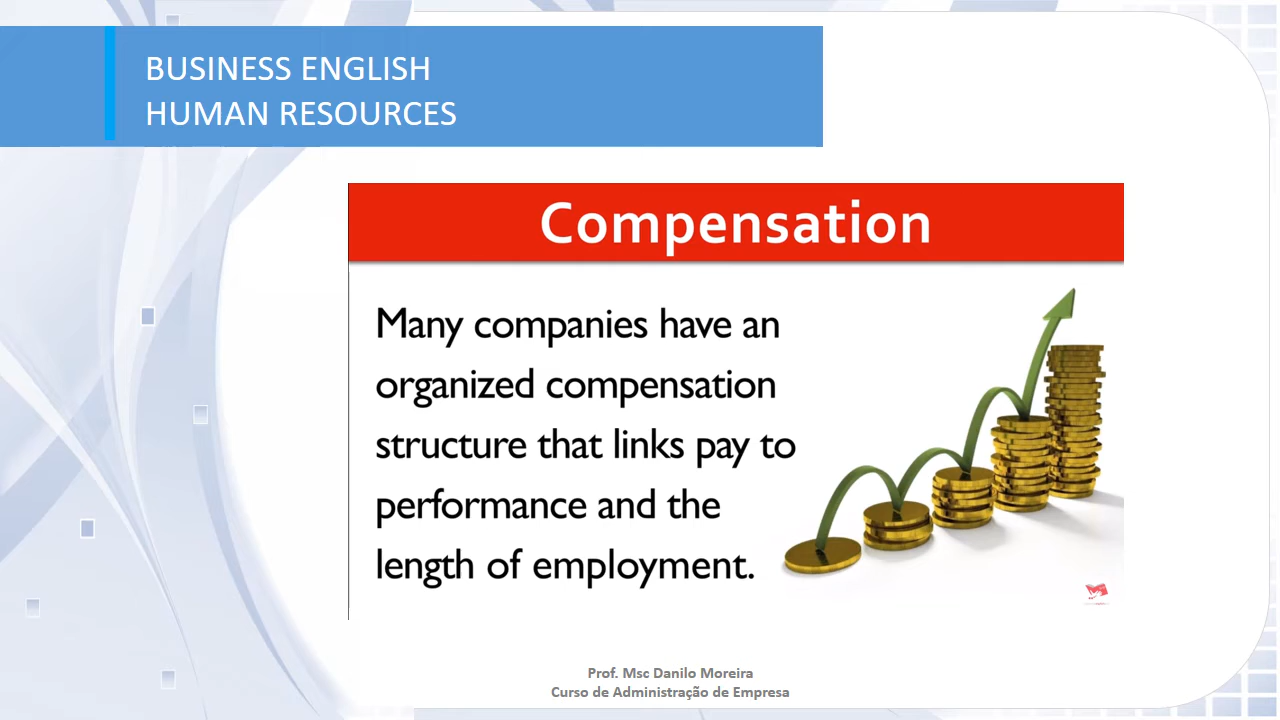 BUSINESS ENGLISH
HUMAN RESOURCES
Compensation
Many companies have an
organized compensation
structure that links pay to
performance and the
length of employment.
Prof. Msc Danilo Moreira
Curso de Administração de Empresa